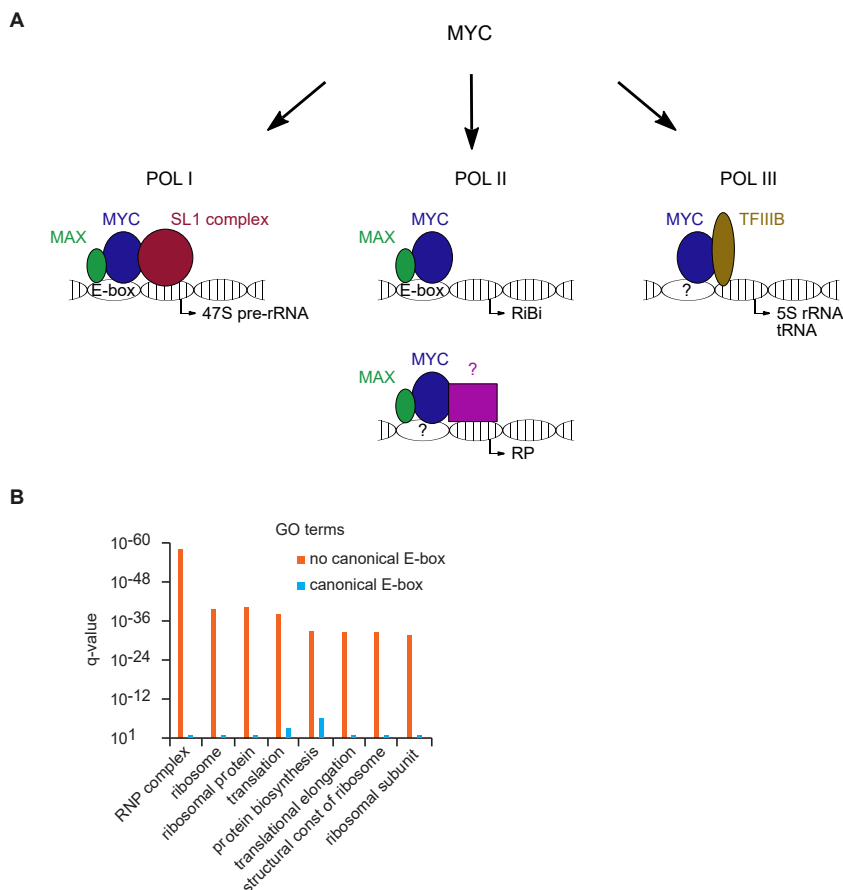 A
MYC
POL I
POL II
POL III
MYC
SL1 complex
MAX
E-box
47S pre-rRNA
MYC
MAX
E-box
RiBi
MYC
TFIIIB
?
5S rRNA
tRNA
MYC
?
MAX
?
RP
B
GO terms
no canonical E-box
canonical E-box
q-value
10-60
10-48
10-36
10-24
10-12
101
RNP complex
ribosome
ribosomal protein
translation
protein biosynthesis
translational elongation
structural const of ribosome
ribosomal subunit